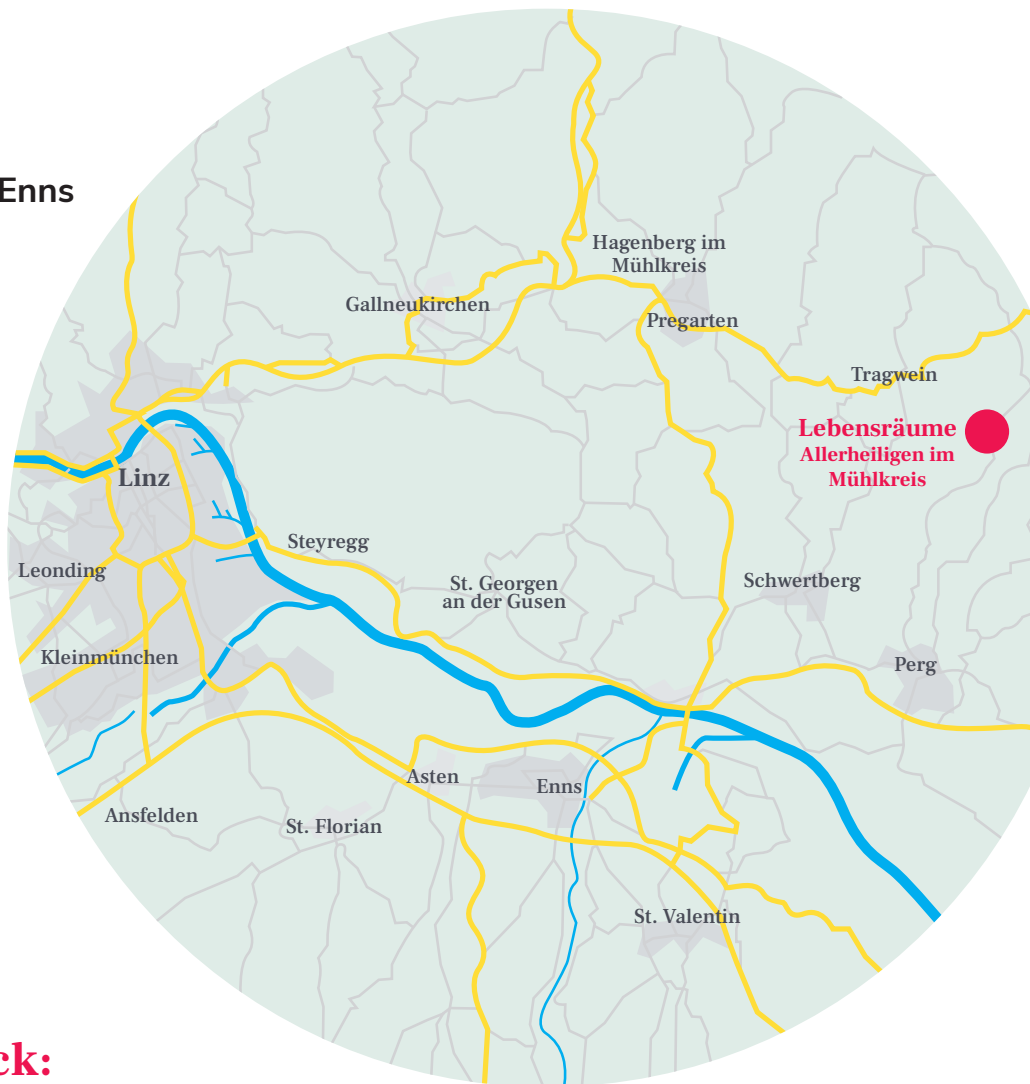 Enns
Hagenberg im
Mühlkreis
Gallneukirchen
Pregarten
Tragwein
Lebensräume
Allerheiligen im
Mühlkreis
Linz
Steyregg
Leonding
St. Georgen
an der Gusen
Schwertberg
Kleinmünchen
Perg
Asten
Enns
Ansfelden
St. Florian
St. Valentin
ck: